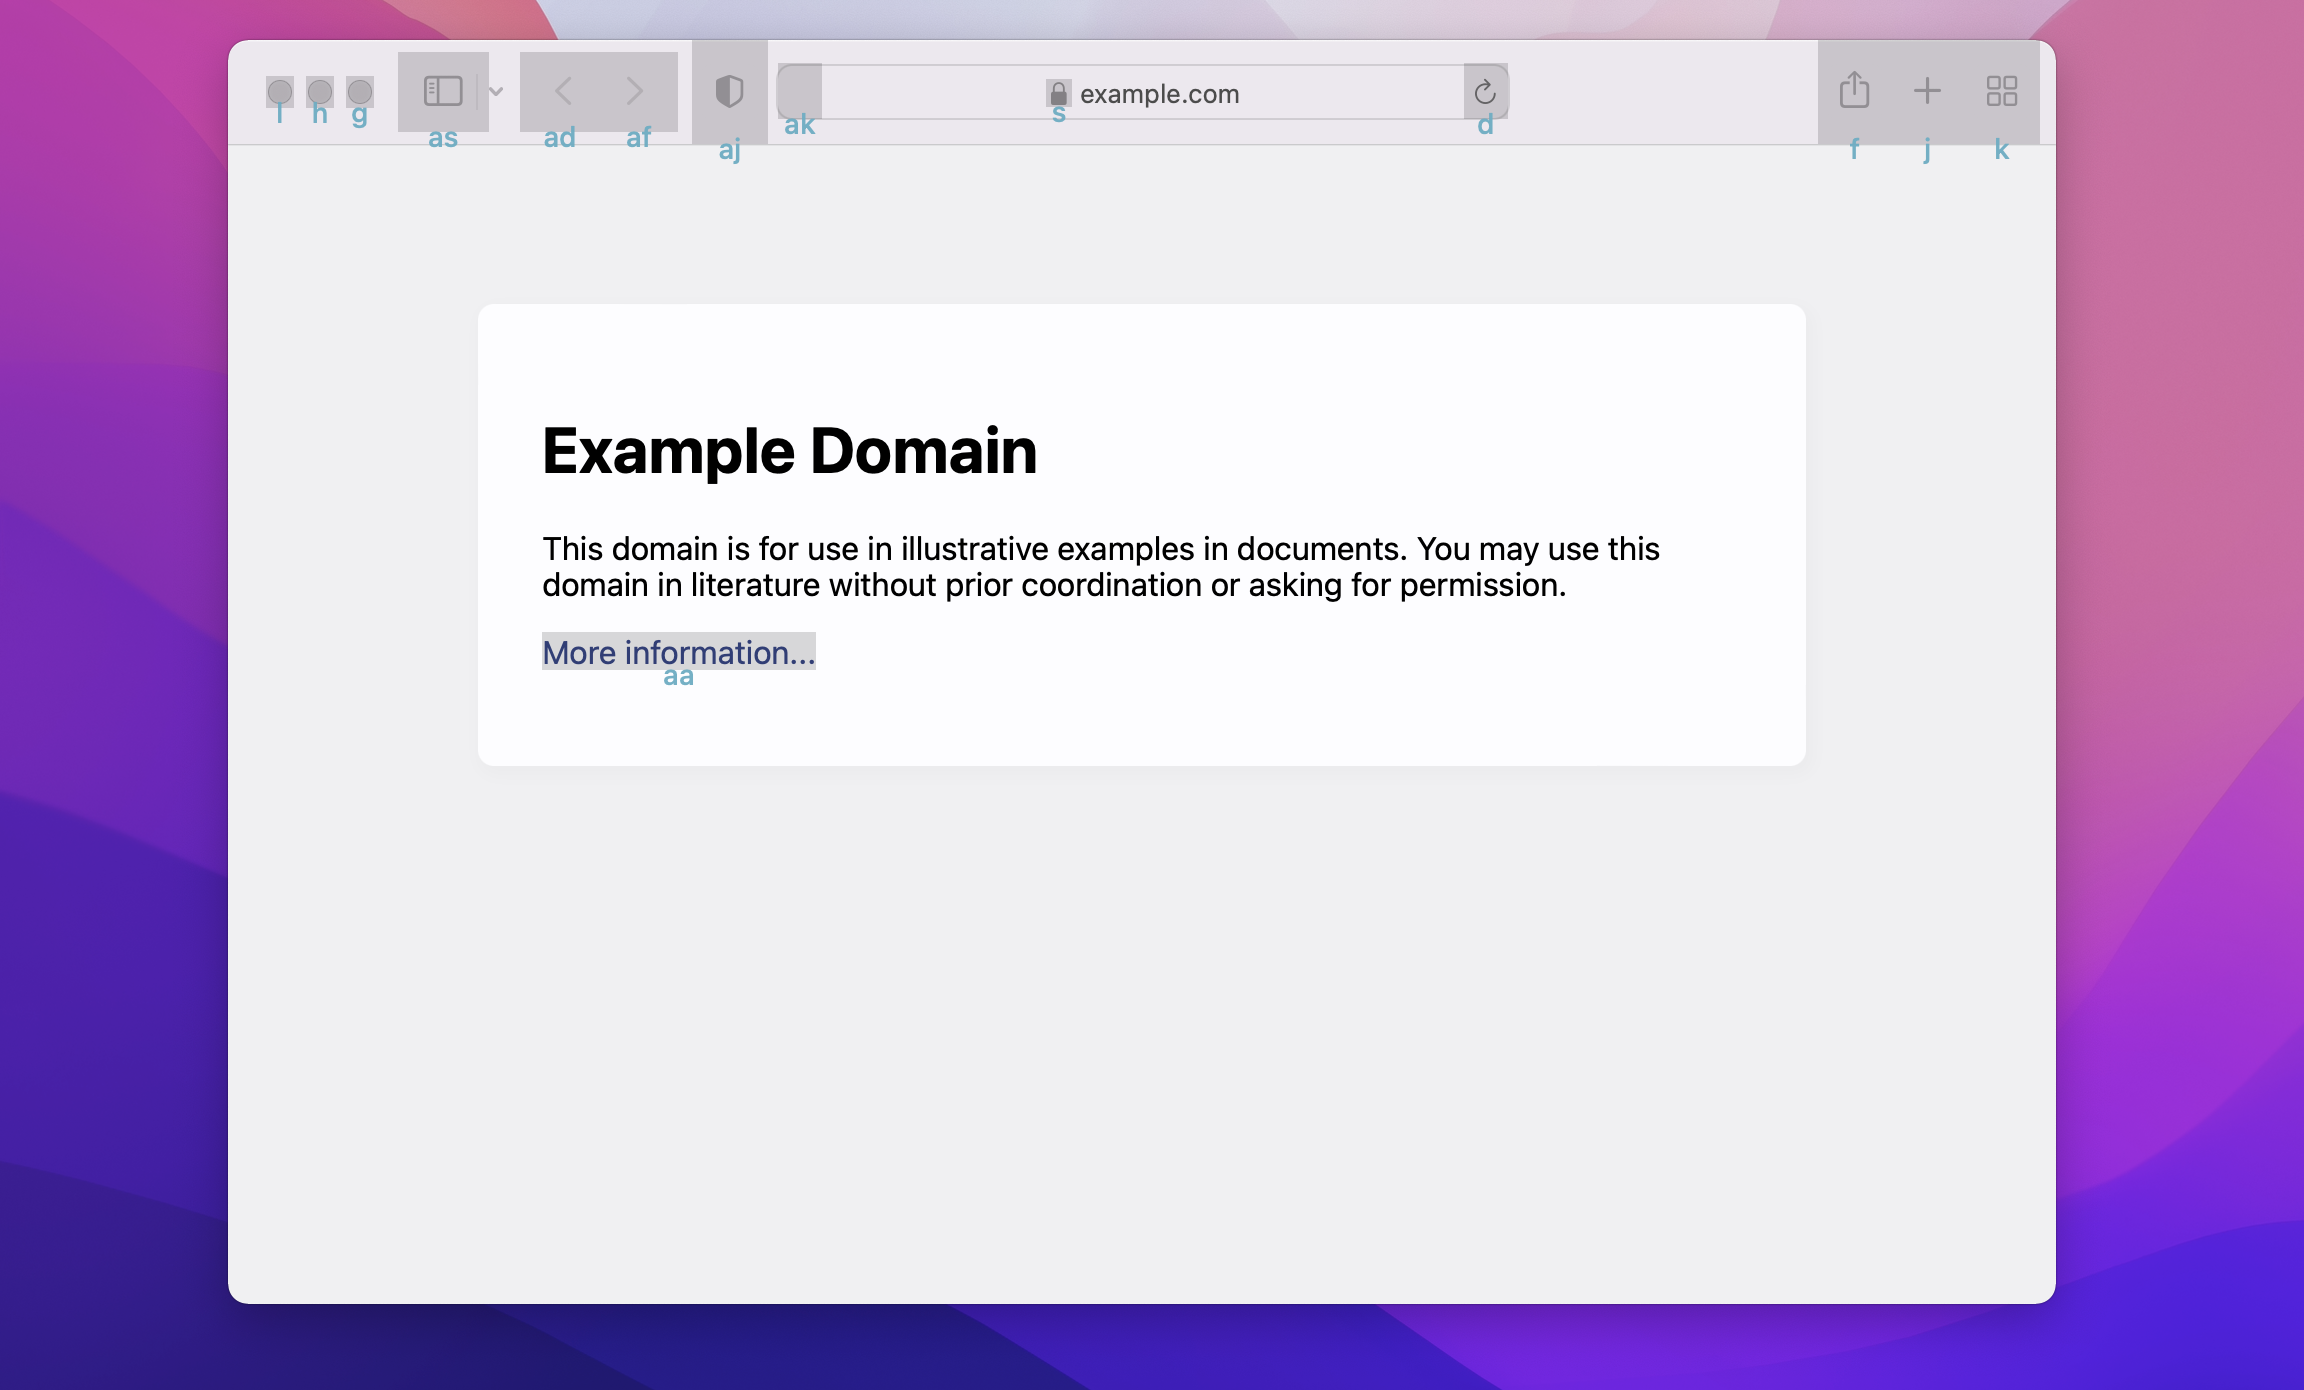 l h g as ad af aj ak s example.com d f j k
Example Domain
This domain is for use in illustrative examples in documents. You may use this
domain in literature without prior coordination or asking for permission.
More information...
aa